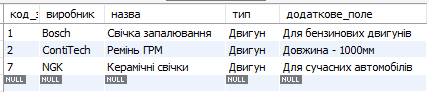 код_з виробник назва тип додаткове_поле
1 Bosch Свічка запалювання Двигун Для бензинових двигунів
2 ContiTech Ремінь ГРМ Двигун Довжина - 1000мм
7 NGK Керамічні свічки Двигун Для сучасних автомобілів
NULL NULL NULL NULL NULL